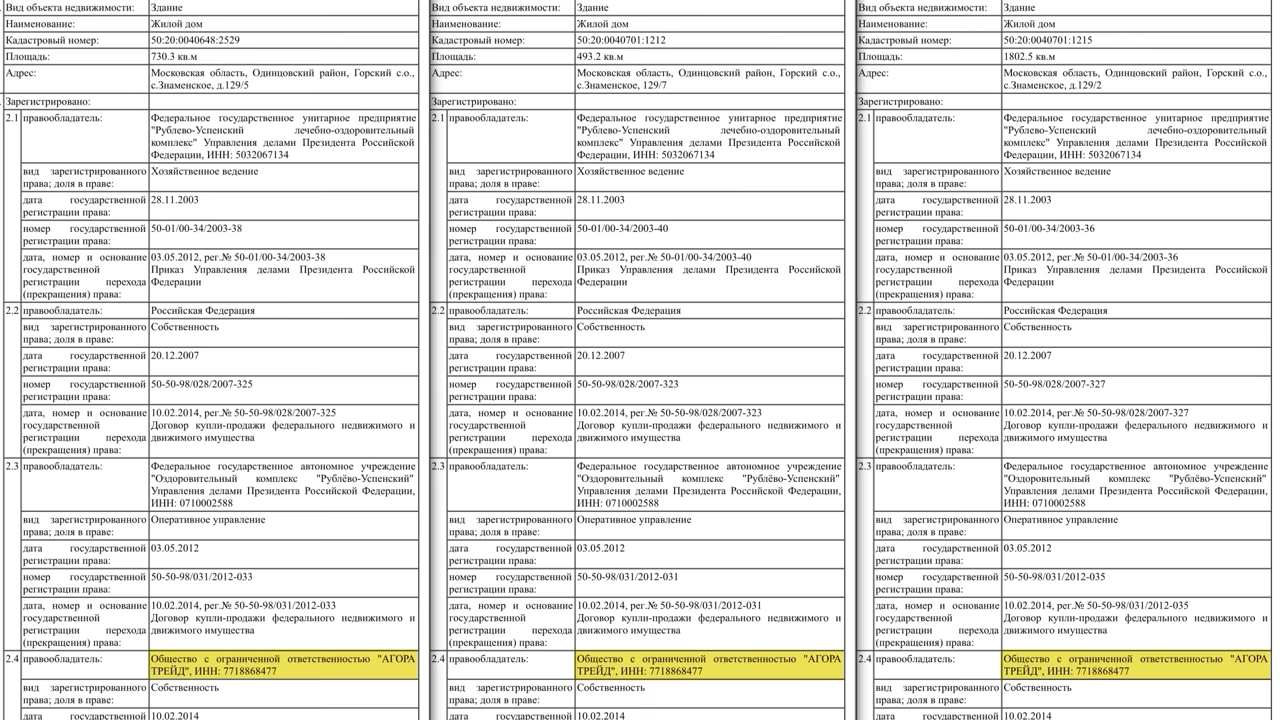 Вид объекта недвижимости: Здание
Наименование: Жилой дом
Кадастровый номер: 50:20:0040648:2529
Площадь: 730.3 кв.м
Адрес: Московская область, Одинцовский район, Горский с.о.,
с.Знаменское, д.129/5
Зарегистрировано:
2.1 правообладатель: Федеральное государственное унитарное предприятие
"Рублево-Успенский лечебно-оздоровительный
комплекс" Управления делами Президента Российской
Федерации, ИНН: 5032067134
вид зарегистрированного Хозяйственное ведение
права; доля в праве:
дата государственной 28.11.2003
регистрации права:
номер государственной 50-01/00-34/2003-38
регистрации права:
дата, номер и основание 03.05.2012, рег.№ 50-01/00-34/2003-38
государственной Приказ Управления делами Президента Российской
регистрации перехода Федерации
(прекращения) права:
2.2 правообладатель: Российская Федерация
вид зарегистрированного Собственность
права; доля в праве:
дата государственной 20.12.2007
регистрации права:
номер государственной 50-50-98/028/2007-325
регистрации права:
дата, номер и основание 10.02.2014, рег.№ 50-50-98/028/2007-325
государственной Договор купли-продажи федерального недвижимого и
регистрации перехода движимого имущества
(прекращения) права:
2.3 правообладатель: Федеральное государственное автономное учреждение
"Оздоровительный комплекс "Рублёво-Успенский"
Управления делами Президента Российской Федерации,
ИНН: 0710002588
вид зарегистрированного Оперативное управление
права; доля в праве:
дата государственной 03.05.2012
регистрации права:
номер государственной 50-50-98/031/2012-033
регистрации права:
дата, номер и основание 10.02.2014, рег.№ 50-50-98/031/2012-033
государственной Договор купли-продажи федерального недвижимого и
регистрации перехода движимого имущества
(прекращения) права:
2.4 правообладатель: Общество с ограниченной ответственностью "АГОРА
ТРЕЙД", ИНН: 7718868477
вид зарегистрированного Собственность
права; доля в праве:
дата государственной 10.02.2014
Вид объекта недвижимости: Здание
Наименование: Жилой дом
Кадастровый номер: 50:20:0040701:1212
Площадь: 493.2 кв.м
Адрес: Московская область, Одинцовский район, Горский с.о.,
с.Знаменское, 129/7
Зарегистрировано:
2.1 правообладатель: Федеральное государственное унитарное предприятие
"Рублево-Успенский лечебно-оздоровительный
комплекс" Управления делами Президента Российской
Федерации, ИНН: 5032067134
вид зарегистрированного Хозяйственное ведение
права; доля в праве:
дата государственной 28.11.2003
регистрации права:
номер государственной 50-01/00-34/2003-40
регистрации права:
дата, номер и основание 03.05.2012, рег.№ 50-01/00-34/2003-40
государственной Приказ Управления делами Президента Российской
регистрации перехода Федерации
(прекращения) права:
2.2 правообладатель: Российская Федерация
вид зарегистрированного Собственность
права; доля в праве:
дата государственной 20.12.2007
регистрации права:
номер государственной 50-50-98/028/2007-323
регистрации права:
дата, номер и основание 10.02.2014, рег.№ 50-50-98/028/2007-323
государственной Договор купли-продажи федерального недвижимого и
регистрации перехода движимого имущества
(прекращения) права:
2.3 правообладатель: Федеральное государственное автономное учреждение
"Оздоровительный комплекс "Рублёво-Успенский"
Управления делами Президента Российской Федерации,
ИНН: 0710002588
вид зарегистрированного Оперативное управление
права; доля в праве:
дата государственной 03.05.2012
регистрации права:
номер государственной 50-50-98/031/2012-031
регистрации права:
дата, номер и основание 10.02.2014, рег.№ 50-50-98/031/2012-031
государственной Договор купли-продажи федерального недвижимого и
регистрации перехода движимого имущества
(прекращения) права:
2.4 правообладатель: Общество с ограниченной ответственностью "АГОРА
ТРЕЙД", ИНН: 7718868477
вид зарегистрированного Собственность
права; доля в праве:
дата государственной 10.02.2014
Вид объекта недвижимости: Здание
Наименование: Жилой дом
Кадастровый номер: 50:20:0040701:1215
Площадь: 1802.5 кв.м
Адрес: Московская область, Одинцовский район, Горский с.о.,
с.Знаменское, д.129/2
Зарегистрировано:
2.1 правообладатель: Федеральное государственное унитарное предприятие
"Рублево-Успенский лечебно-оздоровительный
комплекс" Управления делами Президента Российской
Федерации, ИНН: 5032067134
вид зарегистрированного Хозяйственное ведение
права; доля в праве:
дата государственной 28.11.2003
регистрации права:
номер государственной 50-01/00-34/2003-36
регистрации права:
дата, номер и основание 03.05.2012, рег.№ 50-01/00-34/2003-36
государственной Приказ Управления делами Президента Российской
регистрации перехода Федерации
(прекращения) права:
2.2 правообладатель: Российская Федерация
вид зарегистрированного Собственность
права; доля в праве:
дата государственной 20.12.2007
регистрации права:
номер государственной 50-50-98/028/2007-327
регистрации права:
дата, номер и основание 10.02.2014, рег.№ 50-50-98/028/2007-327
государственной Договор купли-продажи федерального недвижимого и
регистрации перехода движимого имущества
(прекращения) права:
2.3 правообладатель: Федеральное государственное автономное учреждение
"Оздоровительный комплекс "Рублёво-Успенский"
Управления делами Президента Российской Федерации,
ИНН: 0710002588
вид зарегистрированного Оперативное управление
права; доля в праве:
дата государственной 03.05.2012
регистрации права:
номер государственной 50-50-98/031/2012-035
регистрации права:
дата, номер и основание 10.02.2014, рег.№ 50-50-98/031/2012-035
государственной Договор купли-продажи федерального недвижимого и
регистрации перехода движимого имущества
(прекращения) права:
2.4 правообладатель: Общество с ограниченной ответственностью "АГОРА
ТРЕЙД", ИНН: 7718868477
вид зарегистрированного Собственность
права; доля в праве:
дата государственной 10.02.2014